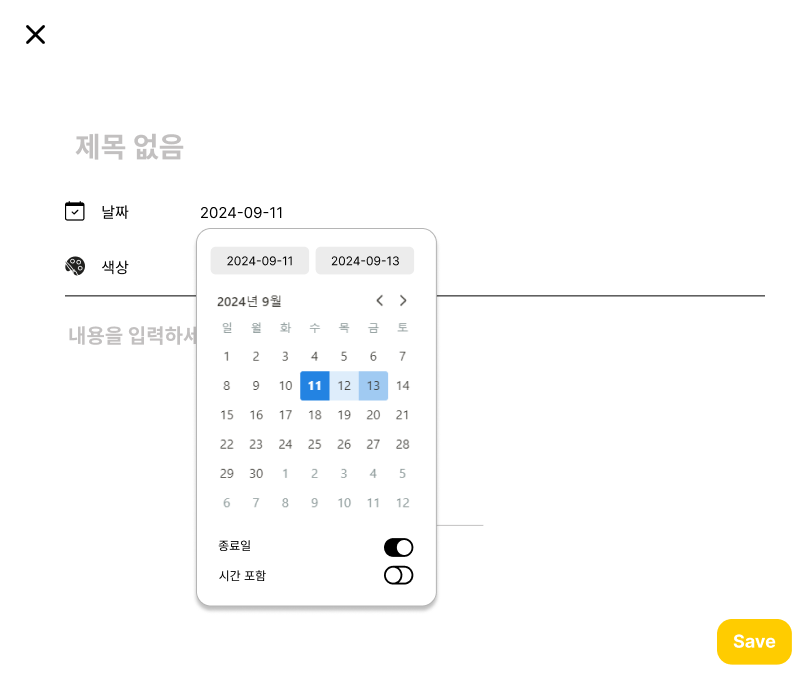 제목 없음
날짜 2024-09-11
색상
내용을 입력하세
2024-09-11 2024-09-13
2024년 9월
일 월 화 수 목 금 토
1 2 3 4 5 6 7
8 9 10 11 12 13 14
15 16 17 18 19 20 21
22 23 24 25 26 27 28
29 30 1 2 3 4 5
6 7 8 9 10 11 12
종료일
시간 포함
Save